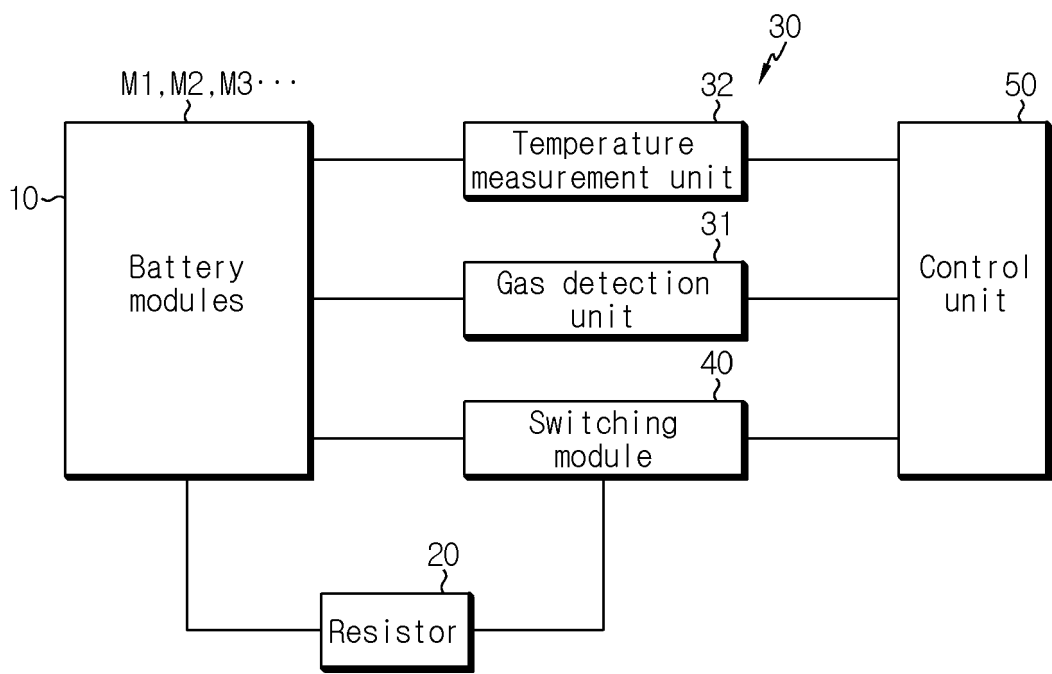 30
M1,M2,M3···
32
50
Temperature
measurement unit
10
31
Battery
modules
Gas detection
unit
Control
unit
40
Switching
module
20
Resistor